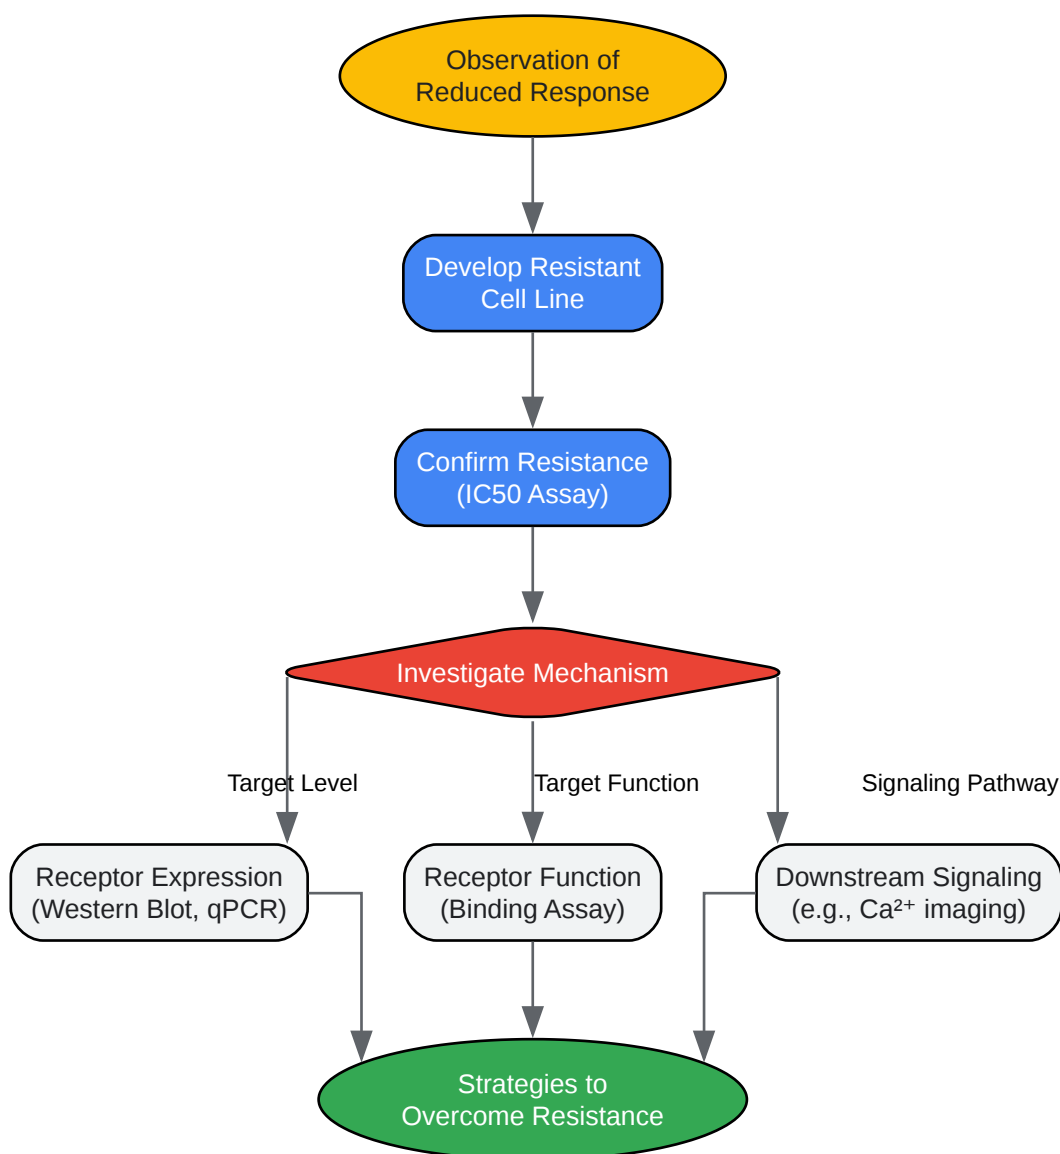 Observation of
Reduced Response
Develop Resistant
Cell Line
Confirm Resistance
(IC50 Assay)
Investigate Mechanism
Target Level
Target Function
Signaling Pathway
Receptor Expression
(Western Blot, qPCR)
Receptor Function
(Binding Assay)
Downstream Signaling
(e.g., Ca²⁺ imaging)
Strategies to
Overcome Resistance